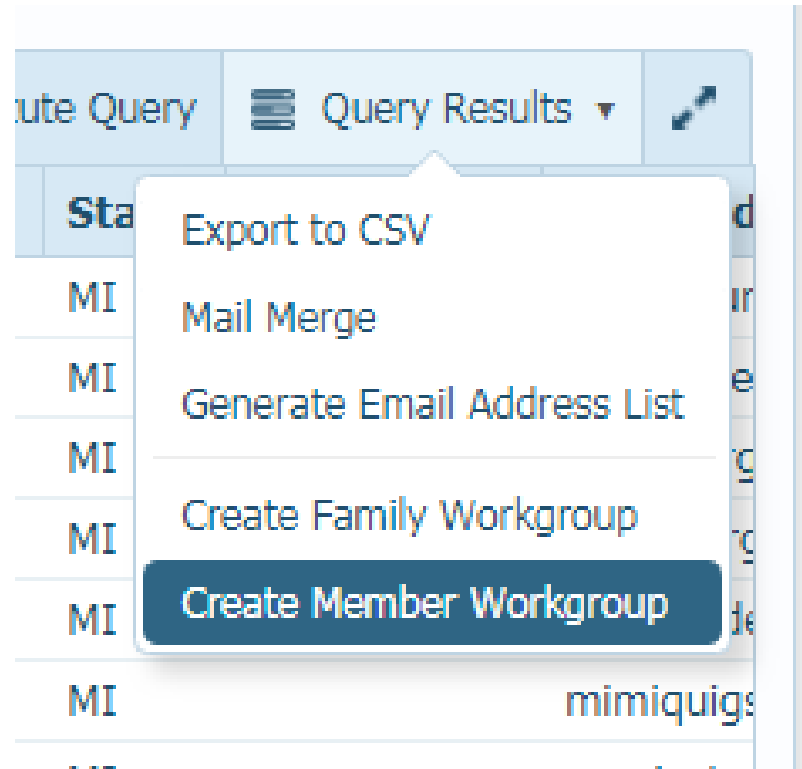 Query
Query Results
Sta
Export to CSV
MI
Mail Merge
MI
Generate Email Address List
MI
Create Family Workgroup
MI
Create Member Workgroup
MI
MI
mimiquigs